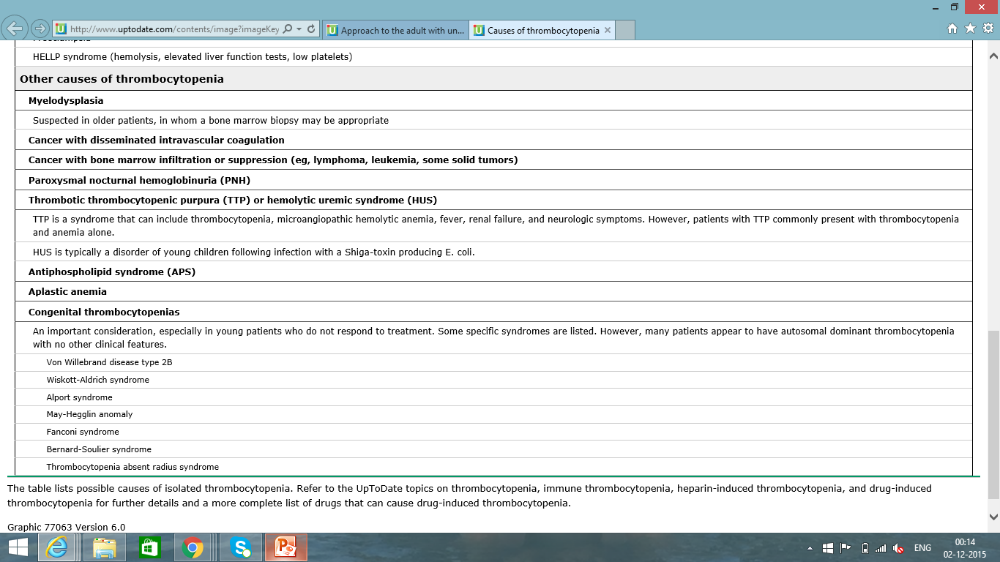 http://www.uptodate.com/contents/image?imageKey
Approach to the adult with un...
Causes of thrombocytopenia
HELLP syndrome (hemolysis, elevated liver function tests, low platelets)
Other causes of thrombocytopenia
Myelodysplasia
Suspected in older patients, in whom a bone marrow biopsy may be appropriate
Cancer with disseminated intravascular coagulation
Cancer with bone marrow infiltration or suppression (eg, lymphoma, leukemia, some solid tumors)
Paroxysmal nocturnal hemoglobinuria (PNH)
Thrombotic thrombocytopenic purpura (TTP) or hemolytic uremic syndrome (HUS)
TTP is a syndrome that can include thrombocytopenia, microangiopathic hemolytic anemia, fever, renal failure, and neurologic symptoms. However, patients with TTP commonly present with thrombocytopenia
and anemia alone.
HUS is typically a disorder of young children following infection with a Shiga-toxin producing E. coli.
Antiphospholipid syndrome (APS)
Aplastic anemia
Congenital thrombocytopenias
An important consideration, especially in young patients who do not respond to treatment. Some specific syndromes are listed. However, many patients appear to have autosomal dominant thrombocytopenia
with no other clinical features.
Von Willebrand disease type 2B
Wiskott-Aldrich syndrome
Alport syndrome
May-Hegglin anomaly
Fanconi syndrome
Bernard-Soulier syndrome
Thrombocytopenia absent radius syndrome
The table lists possible causes of isolated thrombocytopenia. Refer to the UpToDate topics on thrombocytopenia, immune thrombocytopenia, heparin-induced thrombocytopenia, and drug-induced
thrombocytopenia for further details and a more complete list of drugs that can cause drug-induced thrombocytopenia.
Graphic 77063 Version 6.0
ENG
00:14
02-12-2015